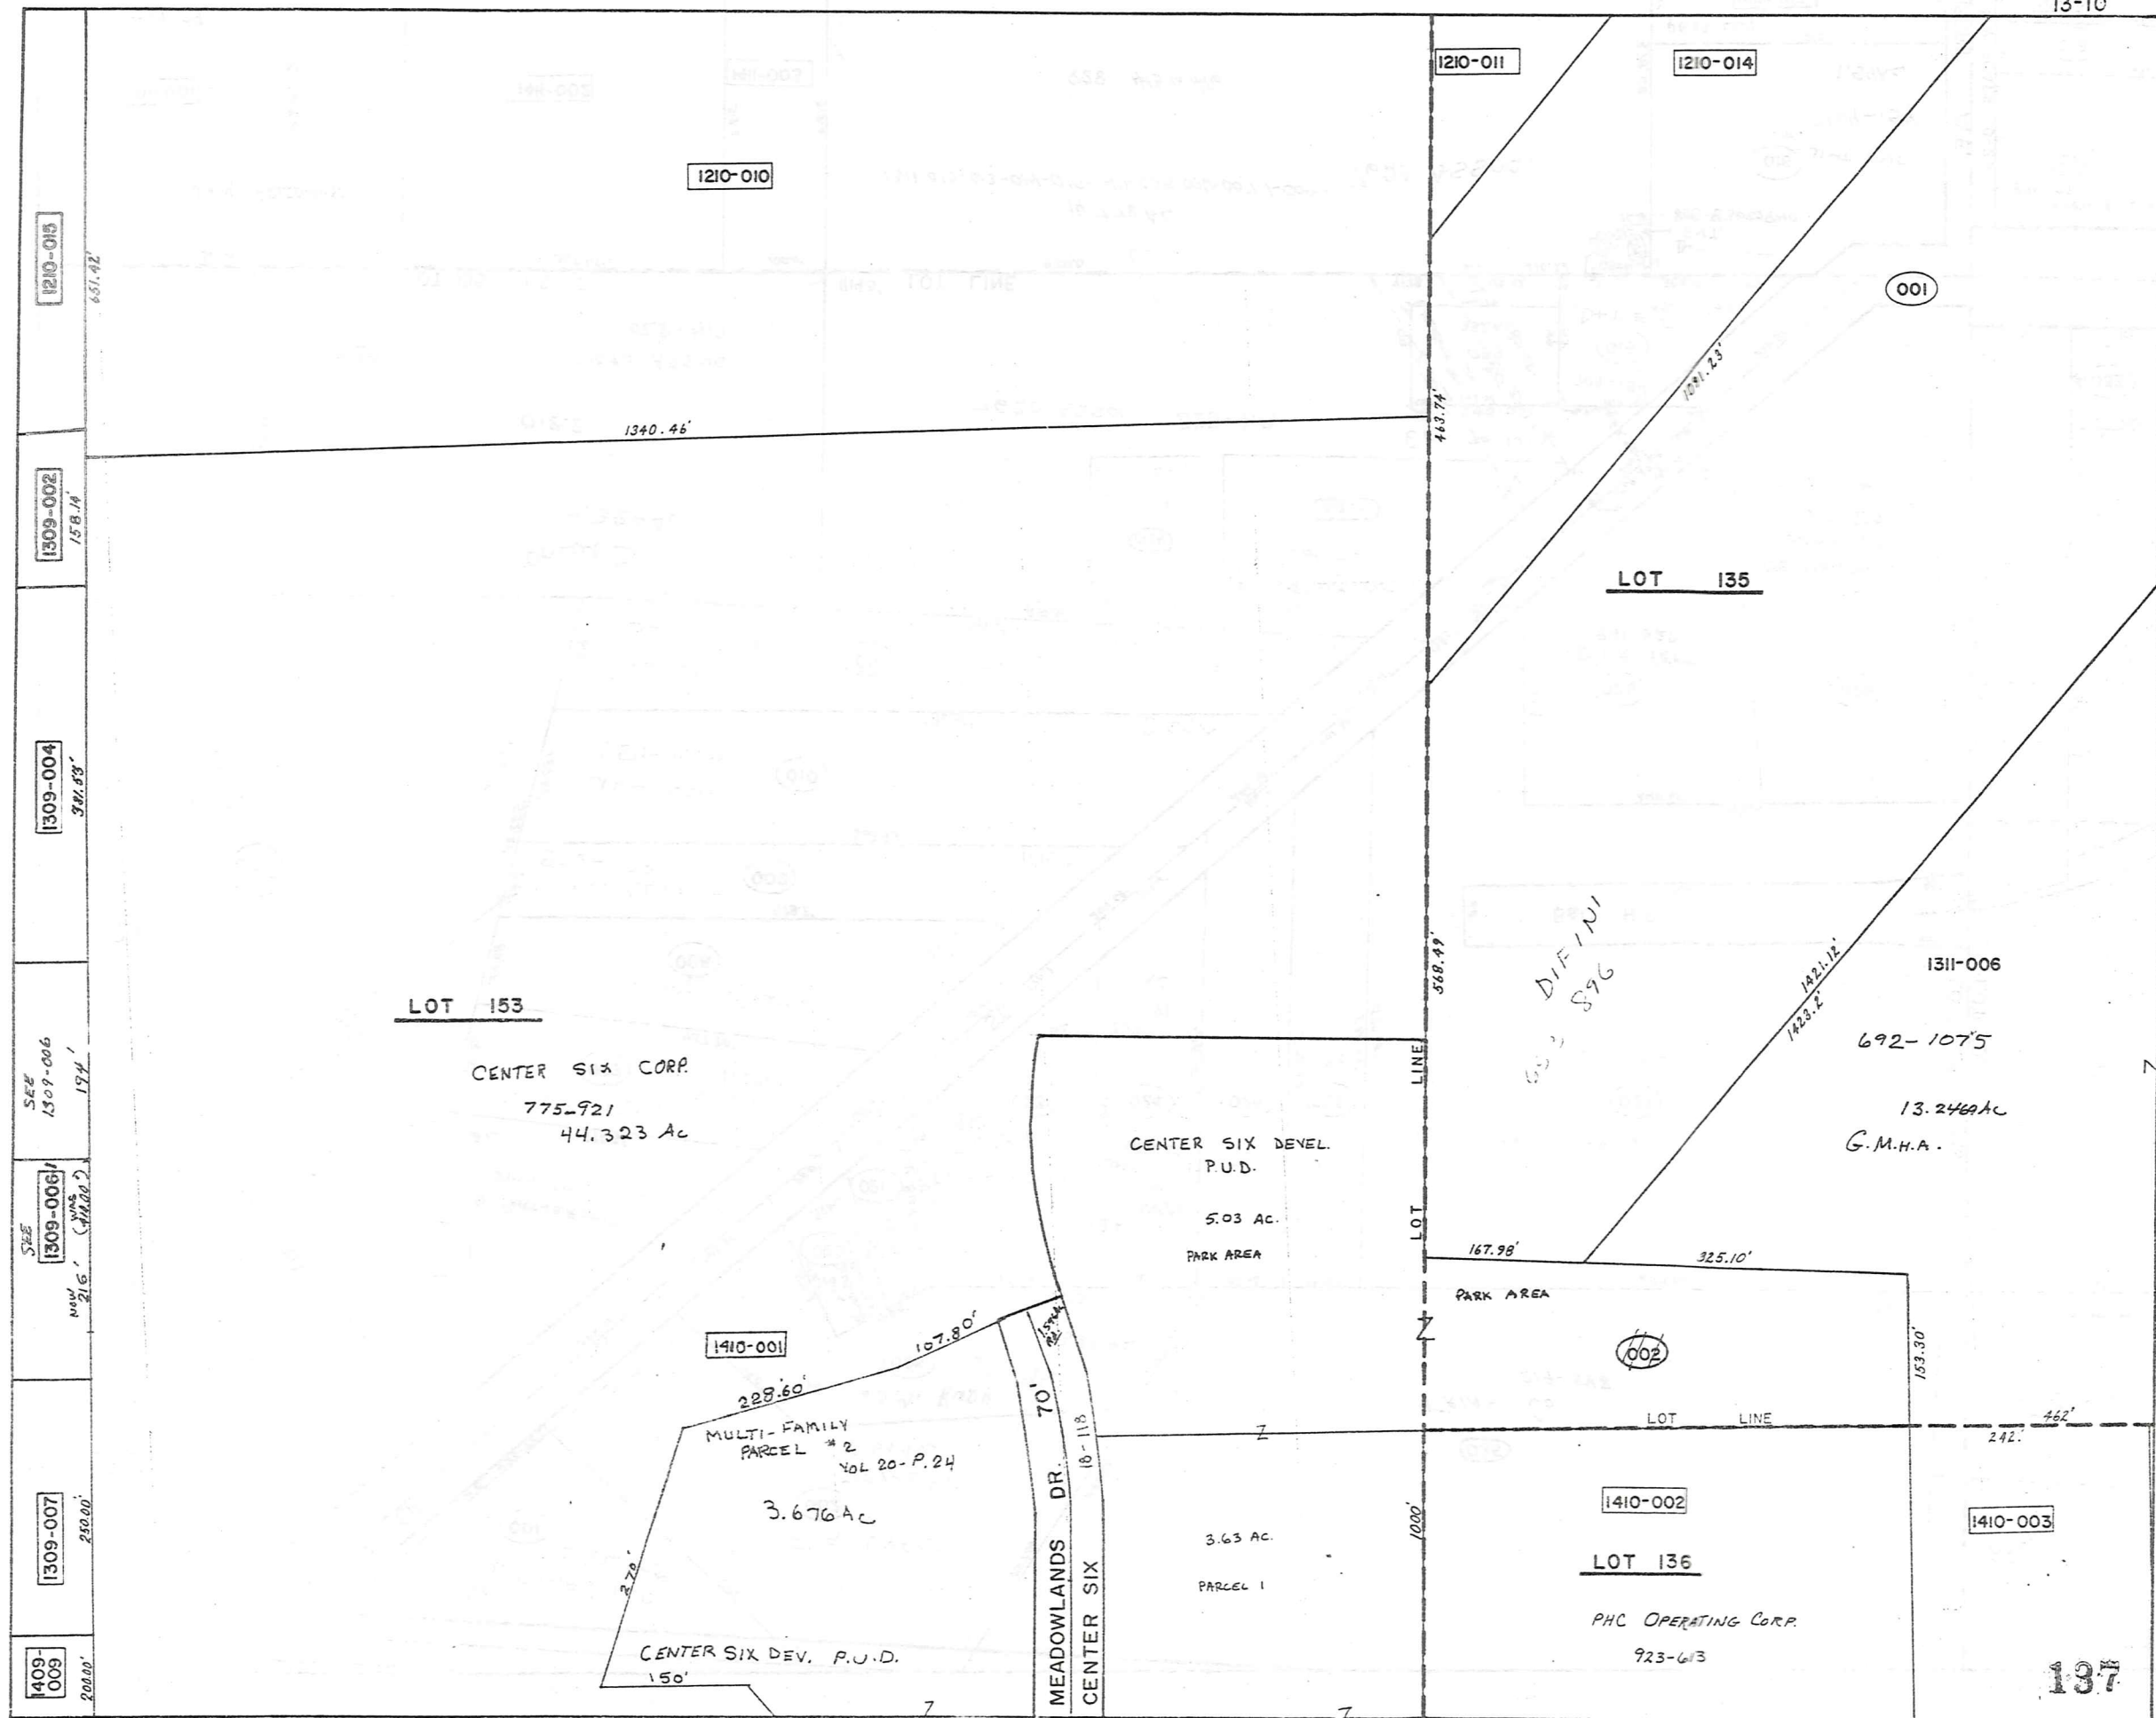 13-10
1210-011
1210-014
1210-010
1210-015
651.42'
001
1091.23'
463.74'
1340.46'
1309-002
158.14'
LOT 135
1309-004
381.53'
DIFINI
896
568.49'
1421.12'
1423.2'
1311-006
692-1075
G.M.H.A.
LOT 153
CENTER SIX CORP.
775-921
44.323 Ac
SEE
1309-006
194'
SEE
1309-006
NOW 216'
LOT LINE
CENTER SIX DEVEL.
P.U.D.
5.03 AC.
PARK AREA
167.98'
325.10'
PARK AREA
002
153.30'
1410-001
107.80'
228.60'
MULTI-FAMILY
PARCEL #2
VOL 20-P.24
3.676 Ac
270'
CENTER SIX DEV. P.U.D.
150'
70'
MEADOWLANDS DR.
CENTER SIX 18-118
Z
Z
LOT LINE
462'
242.'
1309-007
250.00'
1409-
009
200.00'
3.63 AC.
PARCEL 1
1000'
1410-002
1410-003
LOT 136
PHC OPERATING CORP.
923-613
137